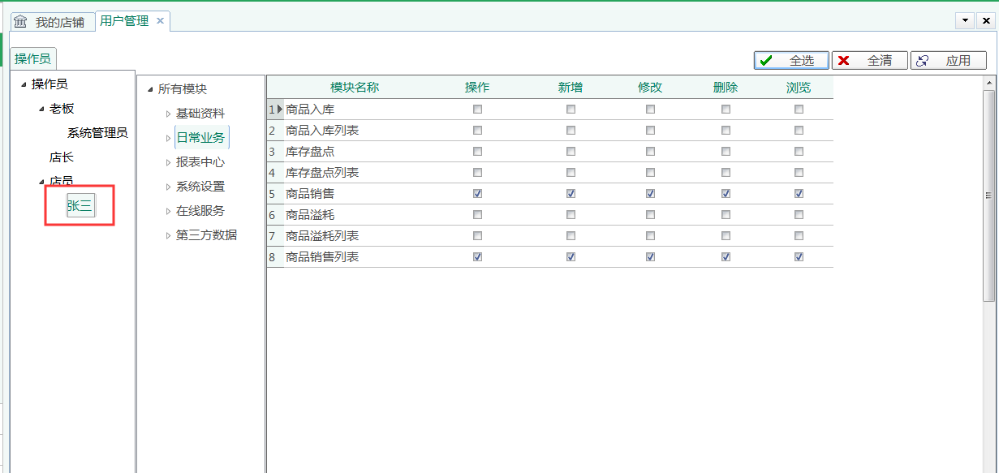 我的店铺 用户管理
操作员 全选 全清 应用
操作员
老板
系统管理员
店长
店员
张三
所有模块
基础资料
日常业务
报表中心
系统设置
在线服务
第三方数据
模块名称 操作 新增 修改 删除 浏览
1 商品入库
2 商品入库列表
3 库存盘点
4 库存盘点列表
5 商品销售
6 商品溢耗
7 商品溢耗列表
8 商品销售列表